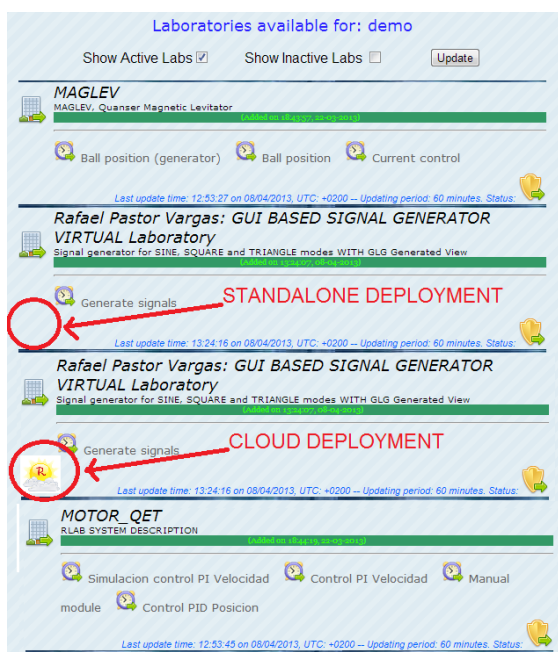 Laboratories available for: demo
Show Active Labs Show Inactive Labs Update
MAGLEV
MAGLEV, Quanser Magnetic Levitator
(Added on 18:43:37, 22-03-2013)
Ball position (generator) Ball position Current control
Last update time: 12:53:27 on 08/04/2013, UTC: +0200 -- Updating period: 60 minutes. Status:
Rafael Pastor Vargas: GUI BASED SIGNAL GENERATOR
VIRTUAL Laboratory
Signal generator for SINE, SQUARE and TRIANGLE modes WITH GLG Generated View
(Added on 13:24:07, 08-04-2013)
Generate signals STANDALONE DEPLOYMENT
Last update time: 13:24:16 on 08/04/2013, UTC: +0200 -- Updating period: 60 minutes. Status:
Rafael Pastor Vargas: GUI BASED SIGNAL GENERATOR
VIRTUAL Laboratory
Signal generator for SINE, SQUARE and TRIANGLE modes WITH GLG Generated View
(Added on 13:24:07, 08-04-2013)
Generate signals CLOUD DEPLOYMENT
R
Last update time: 13:24:16 on 08/04/2013, UTC: +0200 -- Updating period: 60 minutes. Status:
MOTOR_QET
RLAB SYSTEM DESCRIPTION
(Added on 18:44:19, 22-03-2013)
Simulacion control PI Velocidad Control PI Velocidad Manual
module Control PID Posicion
Last update time: 12:53:45 on 08/04/2013, UTC: +0200 -- Updating period: 60 minutes. Status: